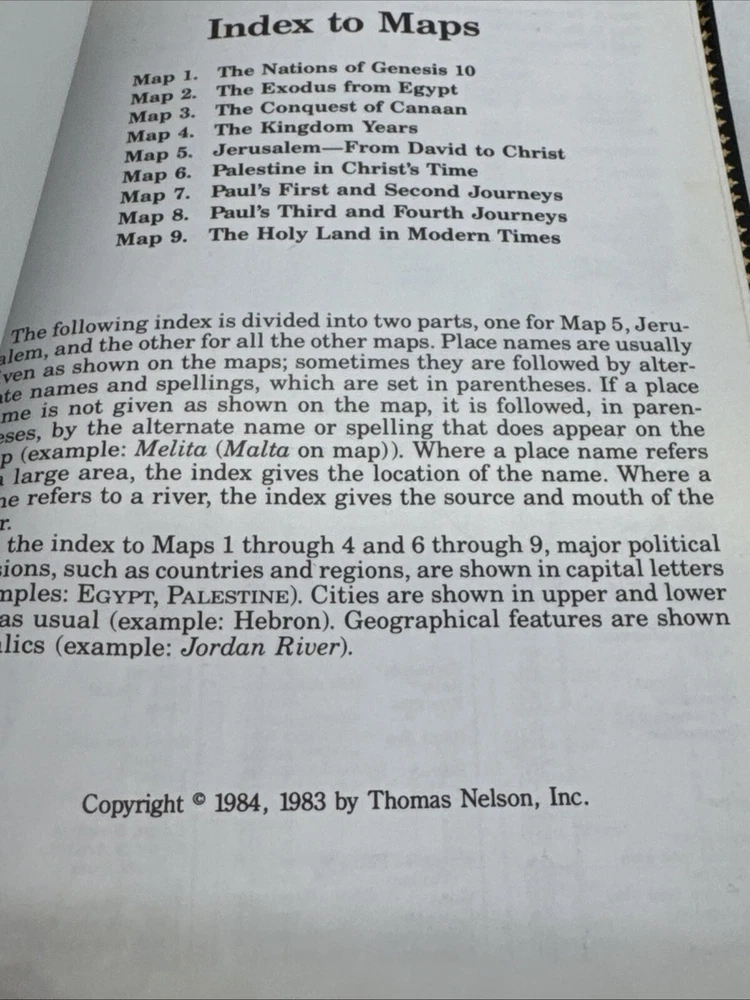 Index to Maps
Map 1. The Nations of Genesis 10
Map 2. The Exodus from Egypt
Map 3. The Conquest of Canaan
Map 4. The Kingdom Years
Map 5. Jerusalem—From David to Christ
Map 6. Palestine in Christ's Time
Map 7. Paul's First and Second Journeys
Map 8. Paul's Third and Fourth Journeys
Map 9. The Holy Land in Modern Times
The following index is divided into two parts, one for Map 5, Jeru-
alem, and the other for all the other maps. Place names are usually
ven as shown on the maps; sometimes they are followed by alter-
te names and spellings, which are set in parentheses. If a place
me is not given as shown on the map, it is followed, in paren-
eses, by the alternate name or spelling that does appear on the
p (example: Melita (Malta on map)). Where a place name refers
large area, the index gives the location of the name. Where a
ne refers to a river, the index gives the source and mouth of the
r.
the index to Maps 1 through 4 and 6 through 9, major political
sions, such as countries and regions, are shown in capital letters
mples: EGYPT, PALESTINE). Cities are shown in upper and lower
as usual (example: Hebron). Geographical features are shown
lics (example: Jordan River).
Copyright © 1984, 1983 by Thomas Nelson, Inc.